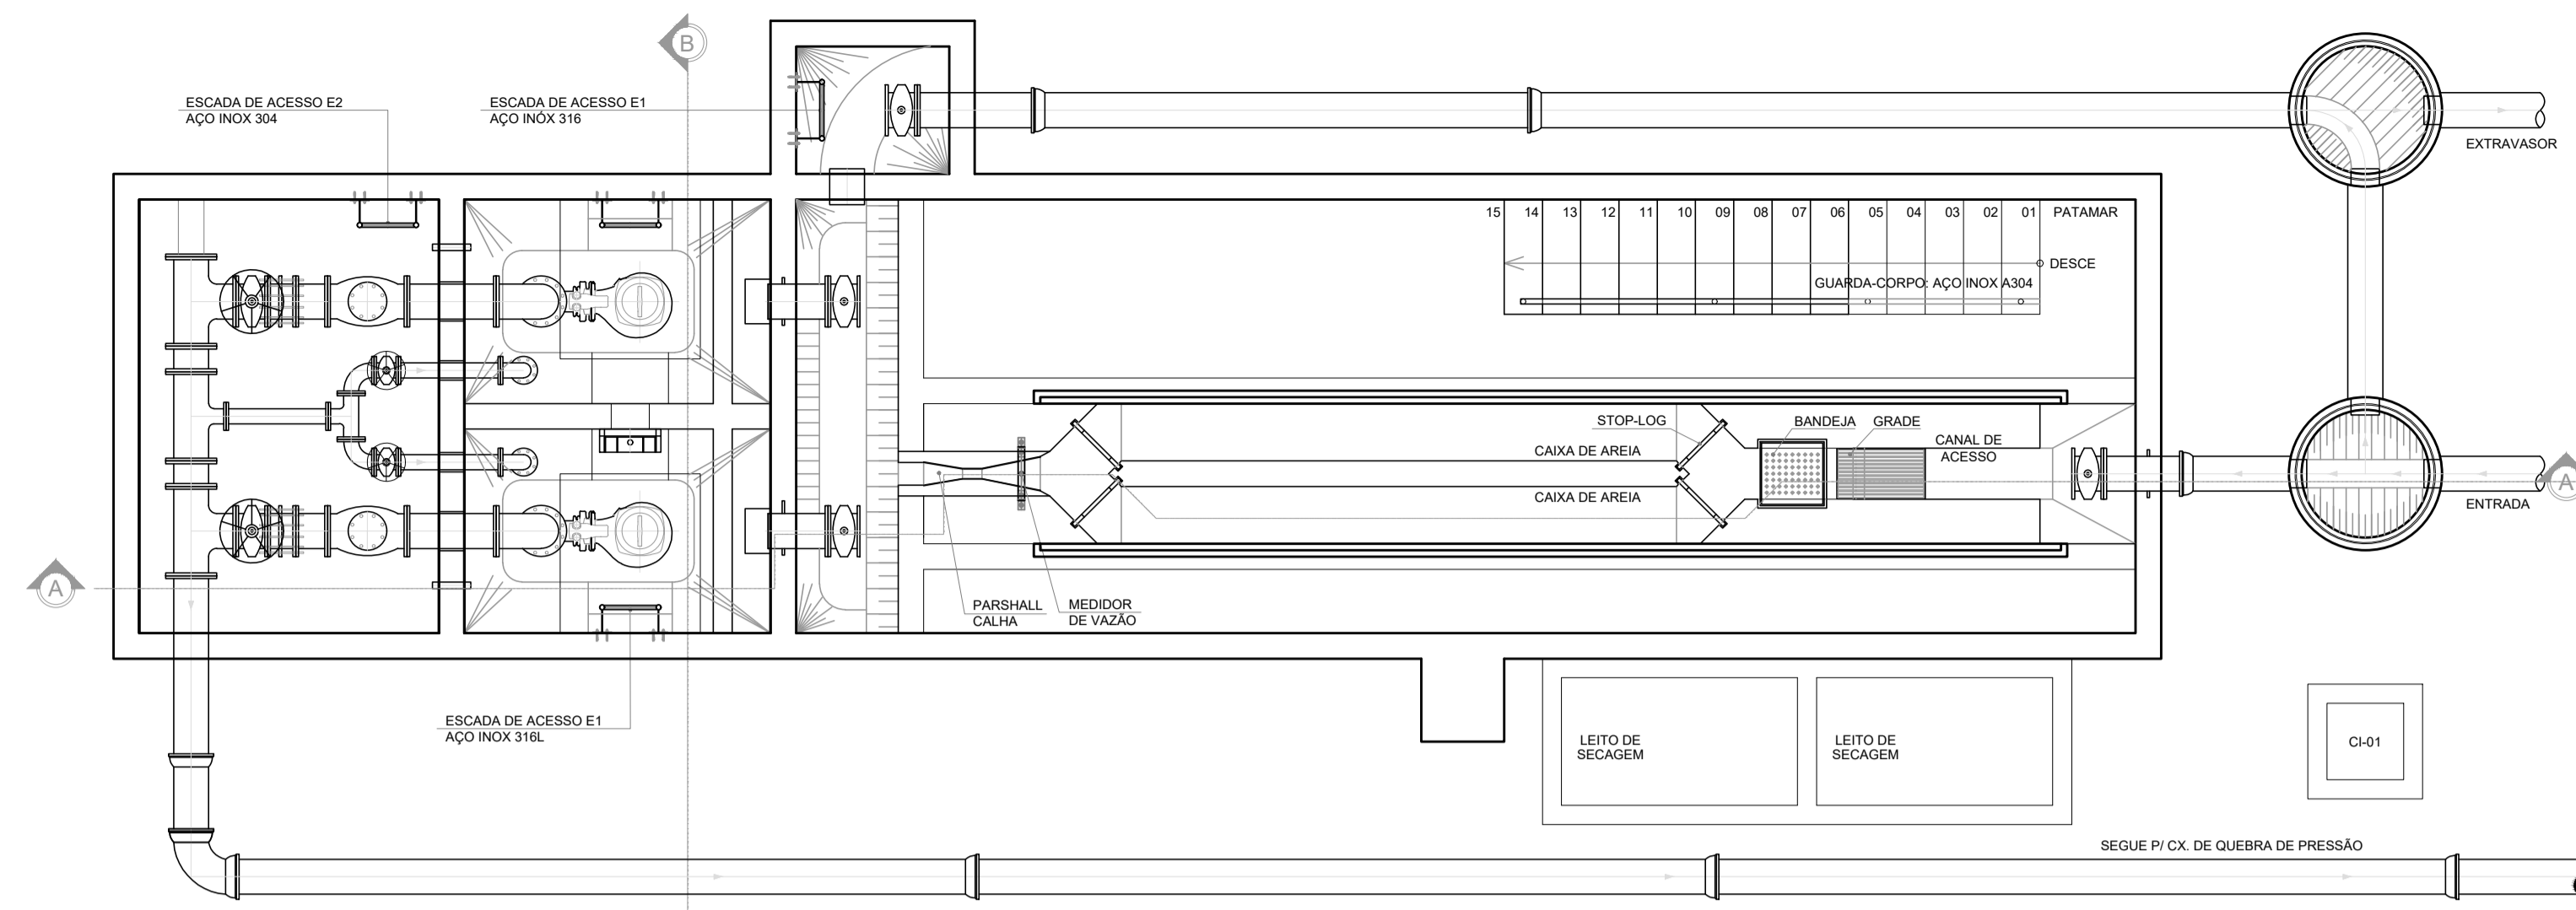 B
ESCADA DE ACESSO E2
AÇO INOX 304
ESCADA DE ACESSO E1
AÇO INÓX 316
EXTRAVASOR
15 14 13 12 11 10 09 08 07 06 05 04 03 02 01 PATAMAR
DESCE
GUARDA-CORPO: AÇO INOX A304
STOP-LOG
BANDEJA
GRADE
CANAL DE
ACESSO
CAIXA DE AREIA
CAIXA DE AREIA
A
ENTRADA
A
PARSHALL
CALHA
MEDIDOR
DE VAZÃO
ESCADA DE ACESSO E1
AÇO INOX 316L
LEITO DE
SECAGEM
LEITO DE
SECAGEM
CI-01
SEGUE P/ CX. DE QUEBRA DE PRESSÃO